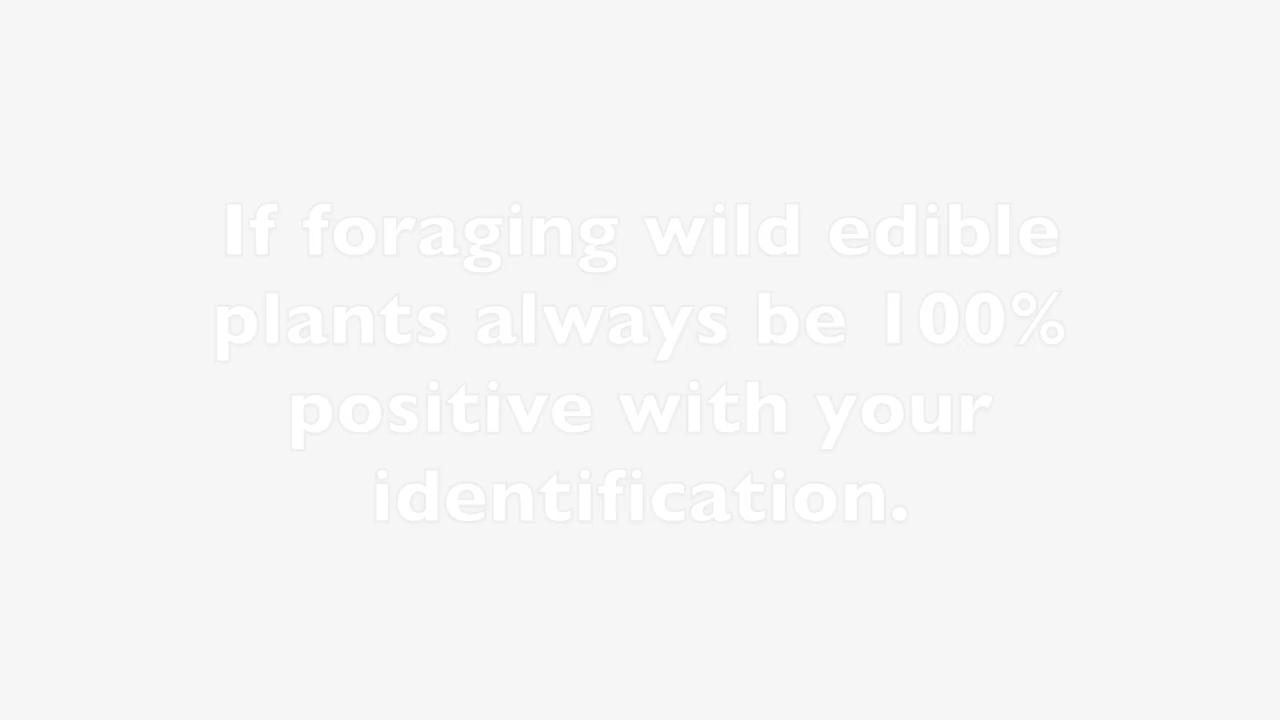 If foraging wild edible
plants always be 100%
positive with your
identification.